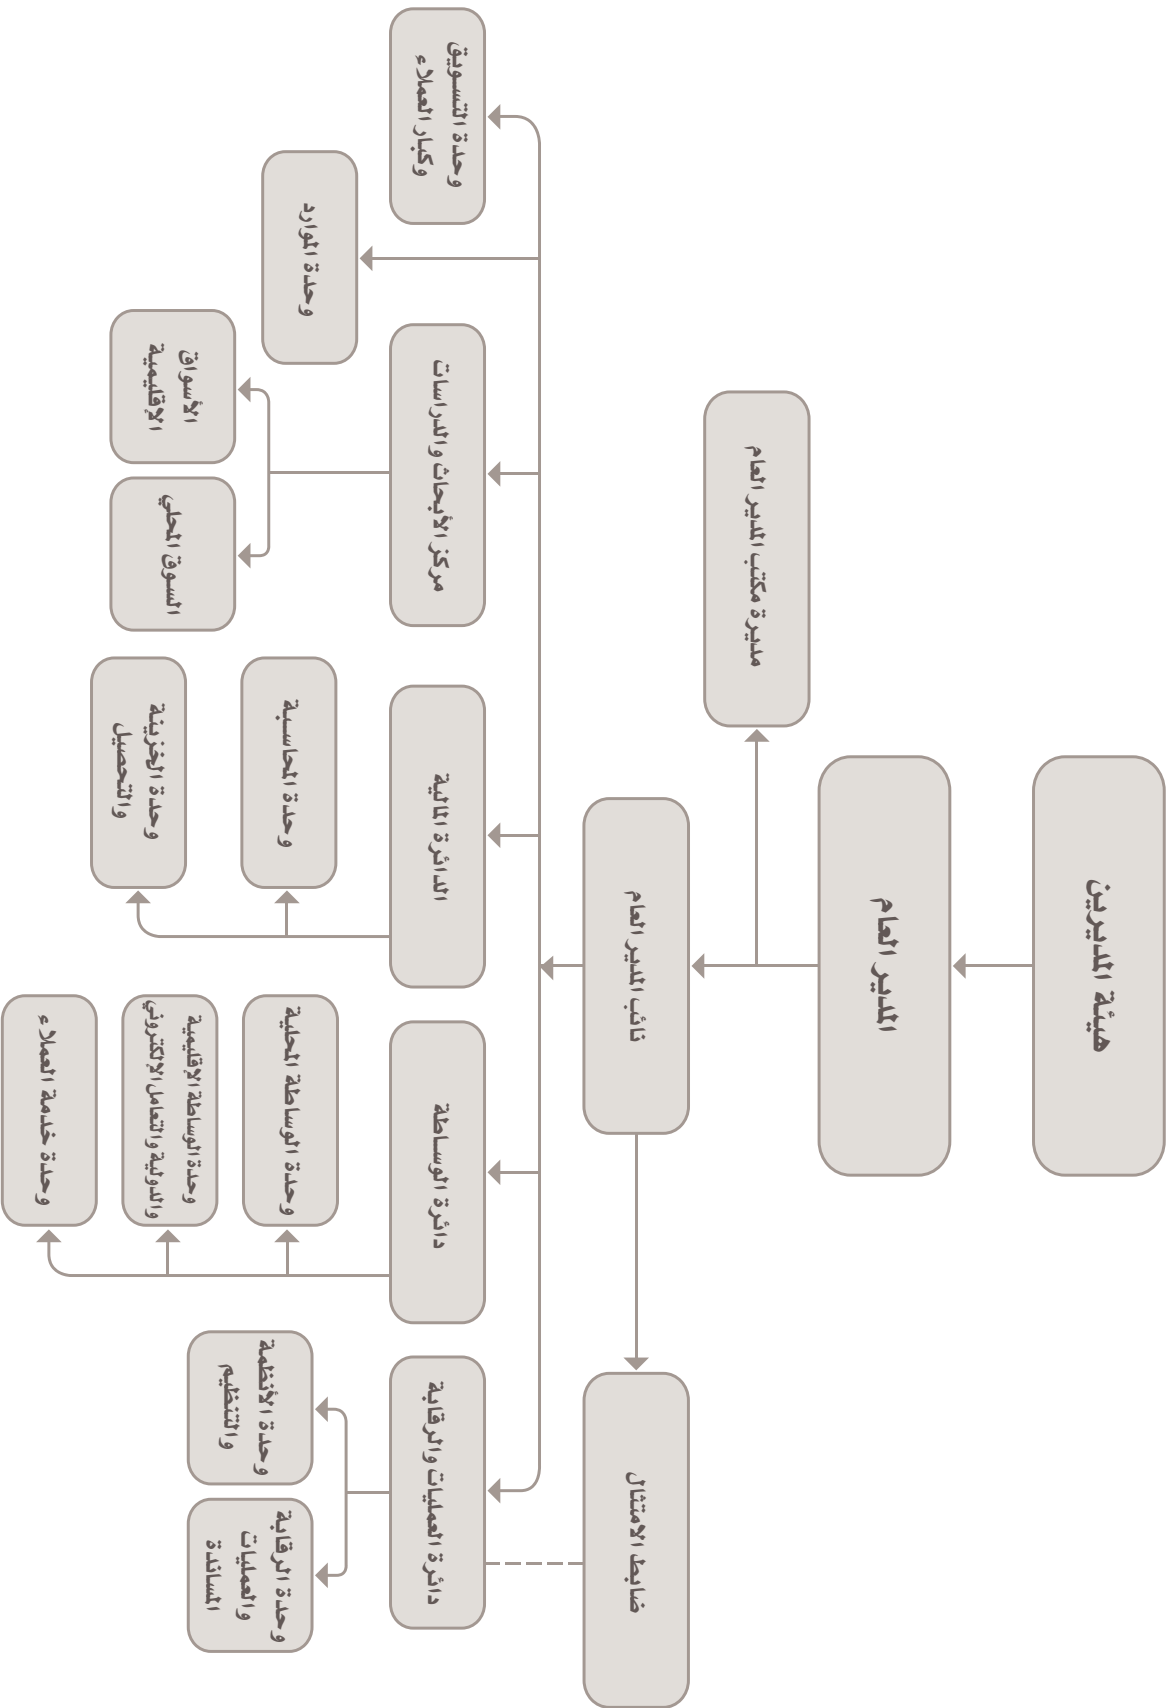 هيئة المديرين
المدير العام
مديرة مكتب المدير العام
نائب المدير العام
ضابط الامتثال
وحدة التسويق
وكبار العملاء
وحدة الموارد
مركز الأبحاث والدراسات
الأسواق
الإقليمية
السوق المحلي
الدائرة المالية
وحدة المحاسبة
وحدة الخزينة
والتحصيل
دائرة الوساطة
وحدة الوساطة المحلية
وحدة الوساطة الإقليمية
والدولية والتعامل الإلكتروني
وحدة خدمة العملاء
دائرة العمليات والرقابة
وحدة الأنظمة
والتنظيم
وحدة الرقابة
والعمليات
المساندة